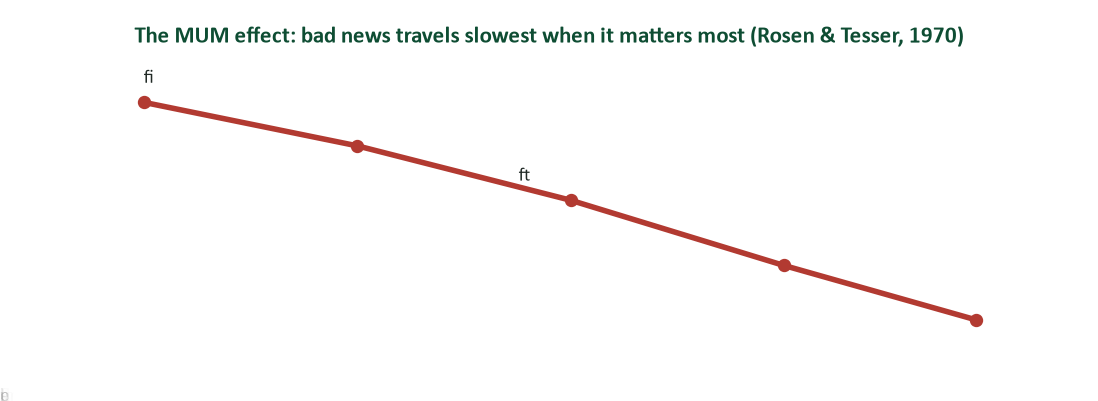 The MUM effect: bad news travels slowest when it matters most (Rosen & Tesser, 1970)
fi
ft